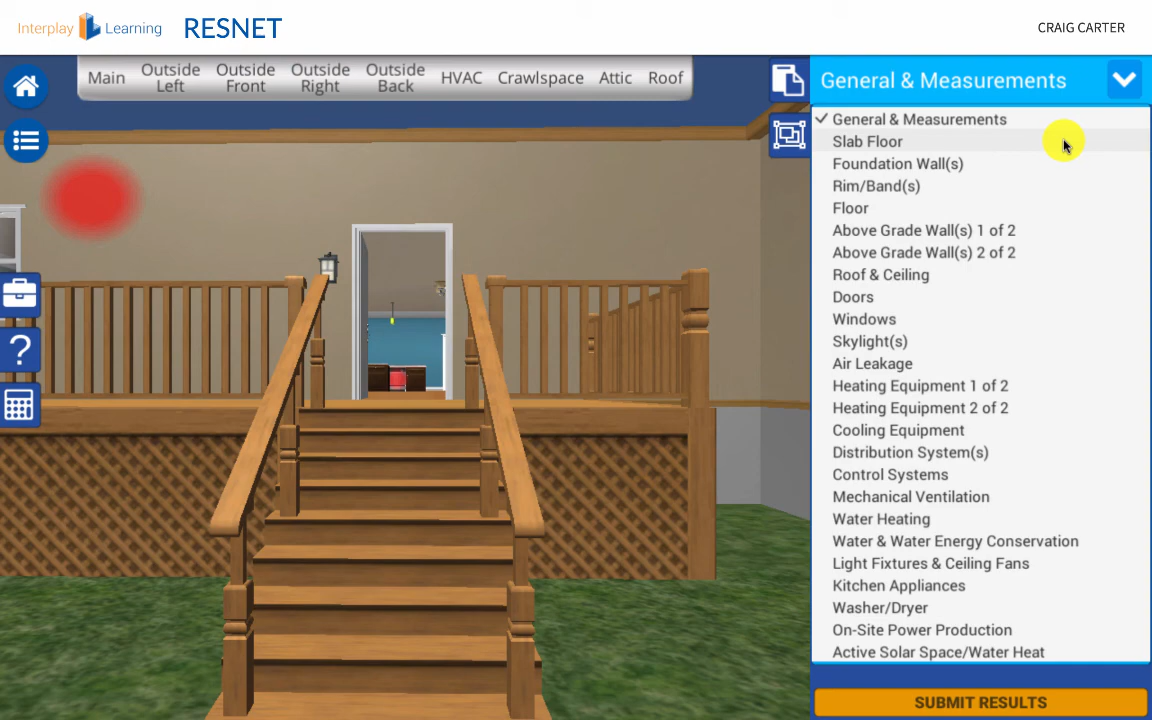 Interplay Learning
RESNET
CRAIG CARTER
Main
Outside
Left
Outside
Front
Outside
Right
Outside
Back
HVAC
Crawlspace
Attic
Roof
General & Measurements
General & Measurements
Slab Floor
Foundation Wall(s)
Rim/Band(s)
Floor
Above Grade Wall(s) 1 of 2
Above Grade Wall(s) 2 of 2
Roof & Ceiling
Doors
Windows
Skylight(s)
Air Leakage
Heating Equipment 1 of 2
Heating Equipment 2 of 2
Cooling Equipment
Distribution System(s)
Control Systems
Mechanical Ventilation
Water Heating
Water & Water Energy Conservation
Light Fixtures & Ceiling Fans
Kitchen Appliances
Washer/Dryer
On-Site Power Production
Active Solar Space/Water Heat
?
SUBMIT RESULTS